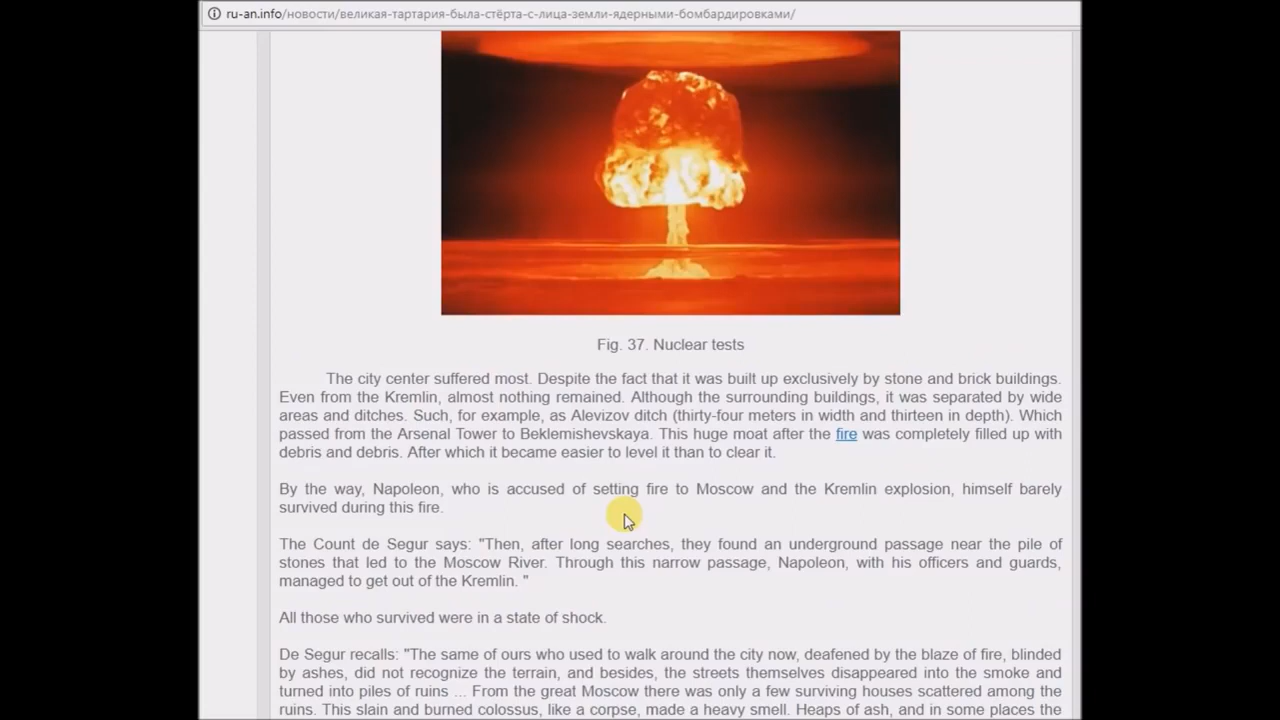 ru-an.info/новости/великая-тартария-была-стёрта-с-лица-земли-ядерными-бомбардировками/
Fig. 37. Nuclear tests
The city center suffered most. Despite the fact that it was built up exclusively by stone and brick buildings.
Even from the Kremlin, almost nothing remained. Although the surrounding buildings, it was separated by wide
areas and ditches. Such, for example, as Alevizov ditch (thirty-four meters in width and thirteen in depth). Which
passed from the Arsenal Tower to Beklemishevskaya. This huge moat after the fire was completely filled up with
debris and debris. After which it became easier to level it than to clear it.
By the way, Napoleon, who is accused of setting fire to Moscow and the Kremlin explosion, himself barely
survived during this fire.
The Count de Segur says: "Then, after long searches, they found an underground passage near the pile of
stones that led to the Moscow River. Through this narrow passage, Napoleon, with his officers and guards,
managed to get out of the Kremlin. "
All those who survived were in a state of shock.
De Segur recalls: "The same of ours who used to walk around the city now, deafened by the blaze of fire, blinded
by ashes, did not recognize the terrain, and besides, the streets themselves disappeared into the smoke and
turned into piles of ruins ... From the great Moscow there was only a few surviving houses scattered among the
ruins. This slain and burned colossus, like a corpse, made a heavy smell. Heaps of ash, and in some places the